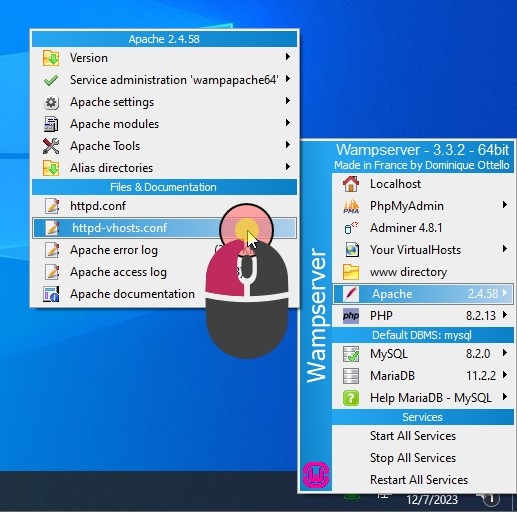 Apache 2.4.58
Version
Service administration 'wampapache64'
Apache settings
Apache modules
Apache Tools
Alias directories
Files & Documentation
httpd.conf
httpd-vhosts.conf
Apache error log
Apache access log
Apache documentation
Wampserver - 3.3.2 - 64bit
Made in France by Dominique Ottello
Wampserver
Localhost
PMA PhpMyAdmin
Adminer 4.8.1
Your VirtualHosts
www directory
Apache 2.4.58
php PHP 8.2.13
Default DBMS: mysql
MySQL 8.2.0
MariaDB 11.2.2
Help MariaDB - MySQL
Services
Start All Services
Stop All Services
Restart All Services
12/7/2023
1